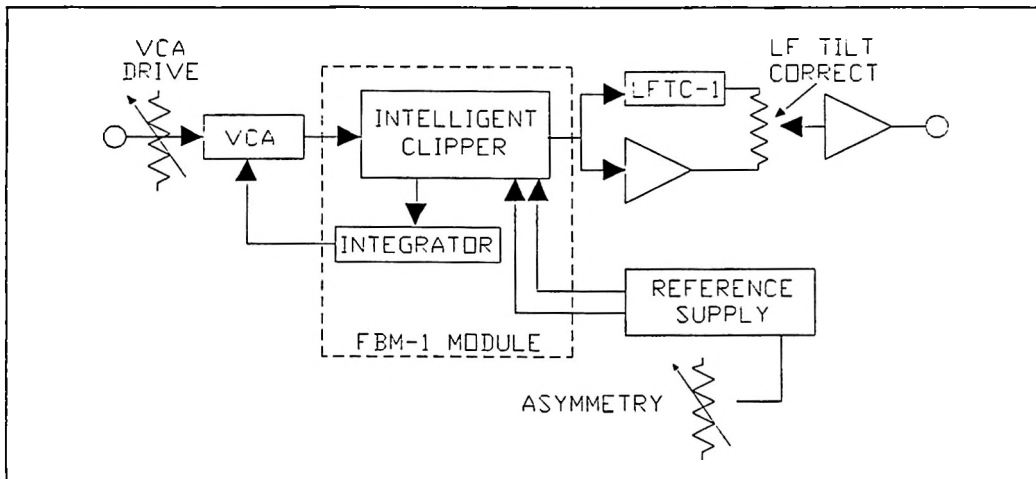 VCA
DRIVE
VCA
INTELLIGENT
CLIPPER
INTEGRATOR
FBM-1 MODULE
LFTC-1
LF TILT
CORRECT
REFERENCE
SUPPLY
ASYMMETRY